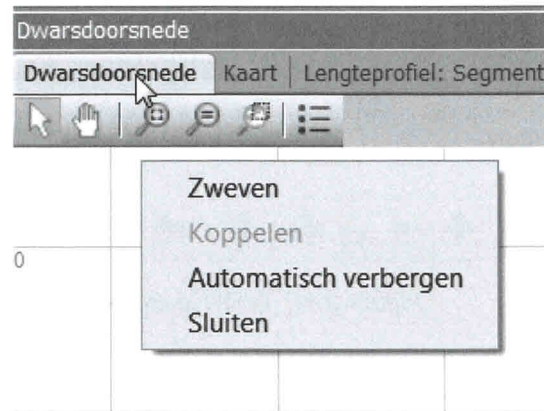 Dwarsdoorsnede
Dwarsdoorsnede Kaart Lengteprofiel: Segment
Zweven
Koppelen
0
Automatisch verbergen
Sluiten